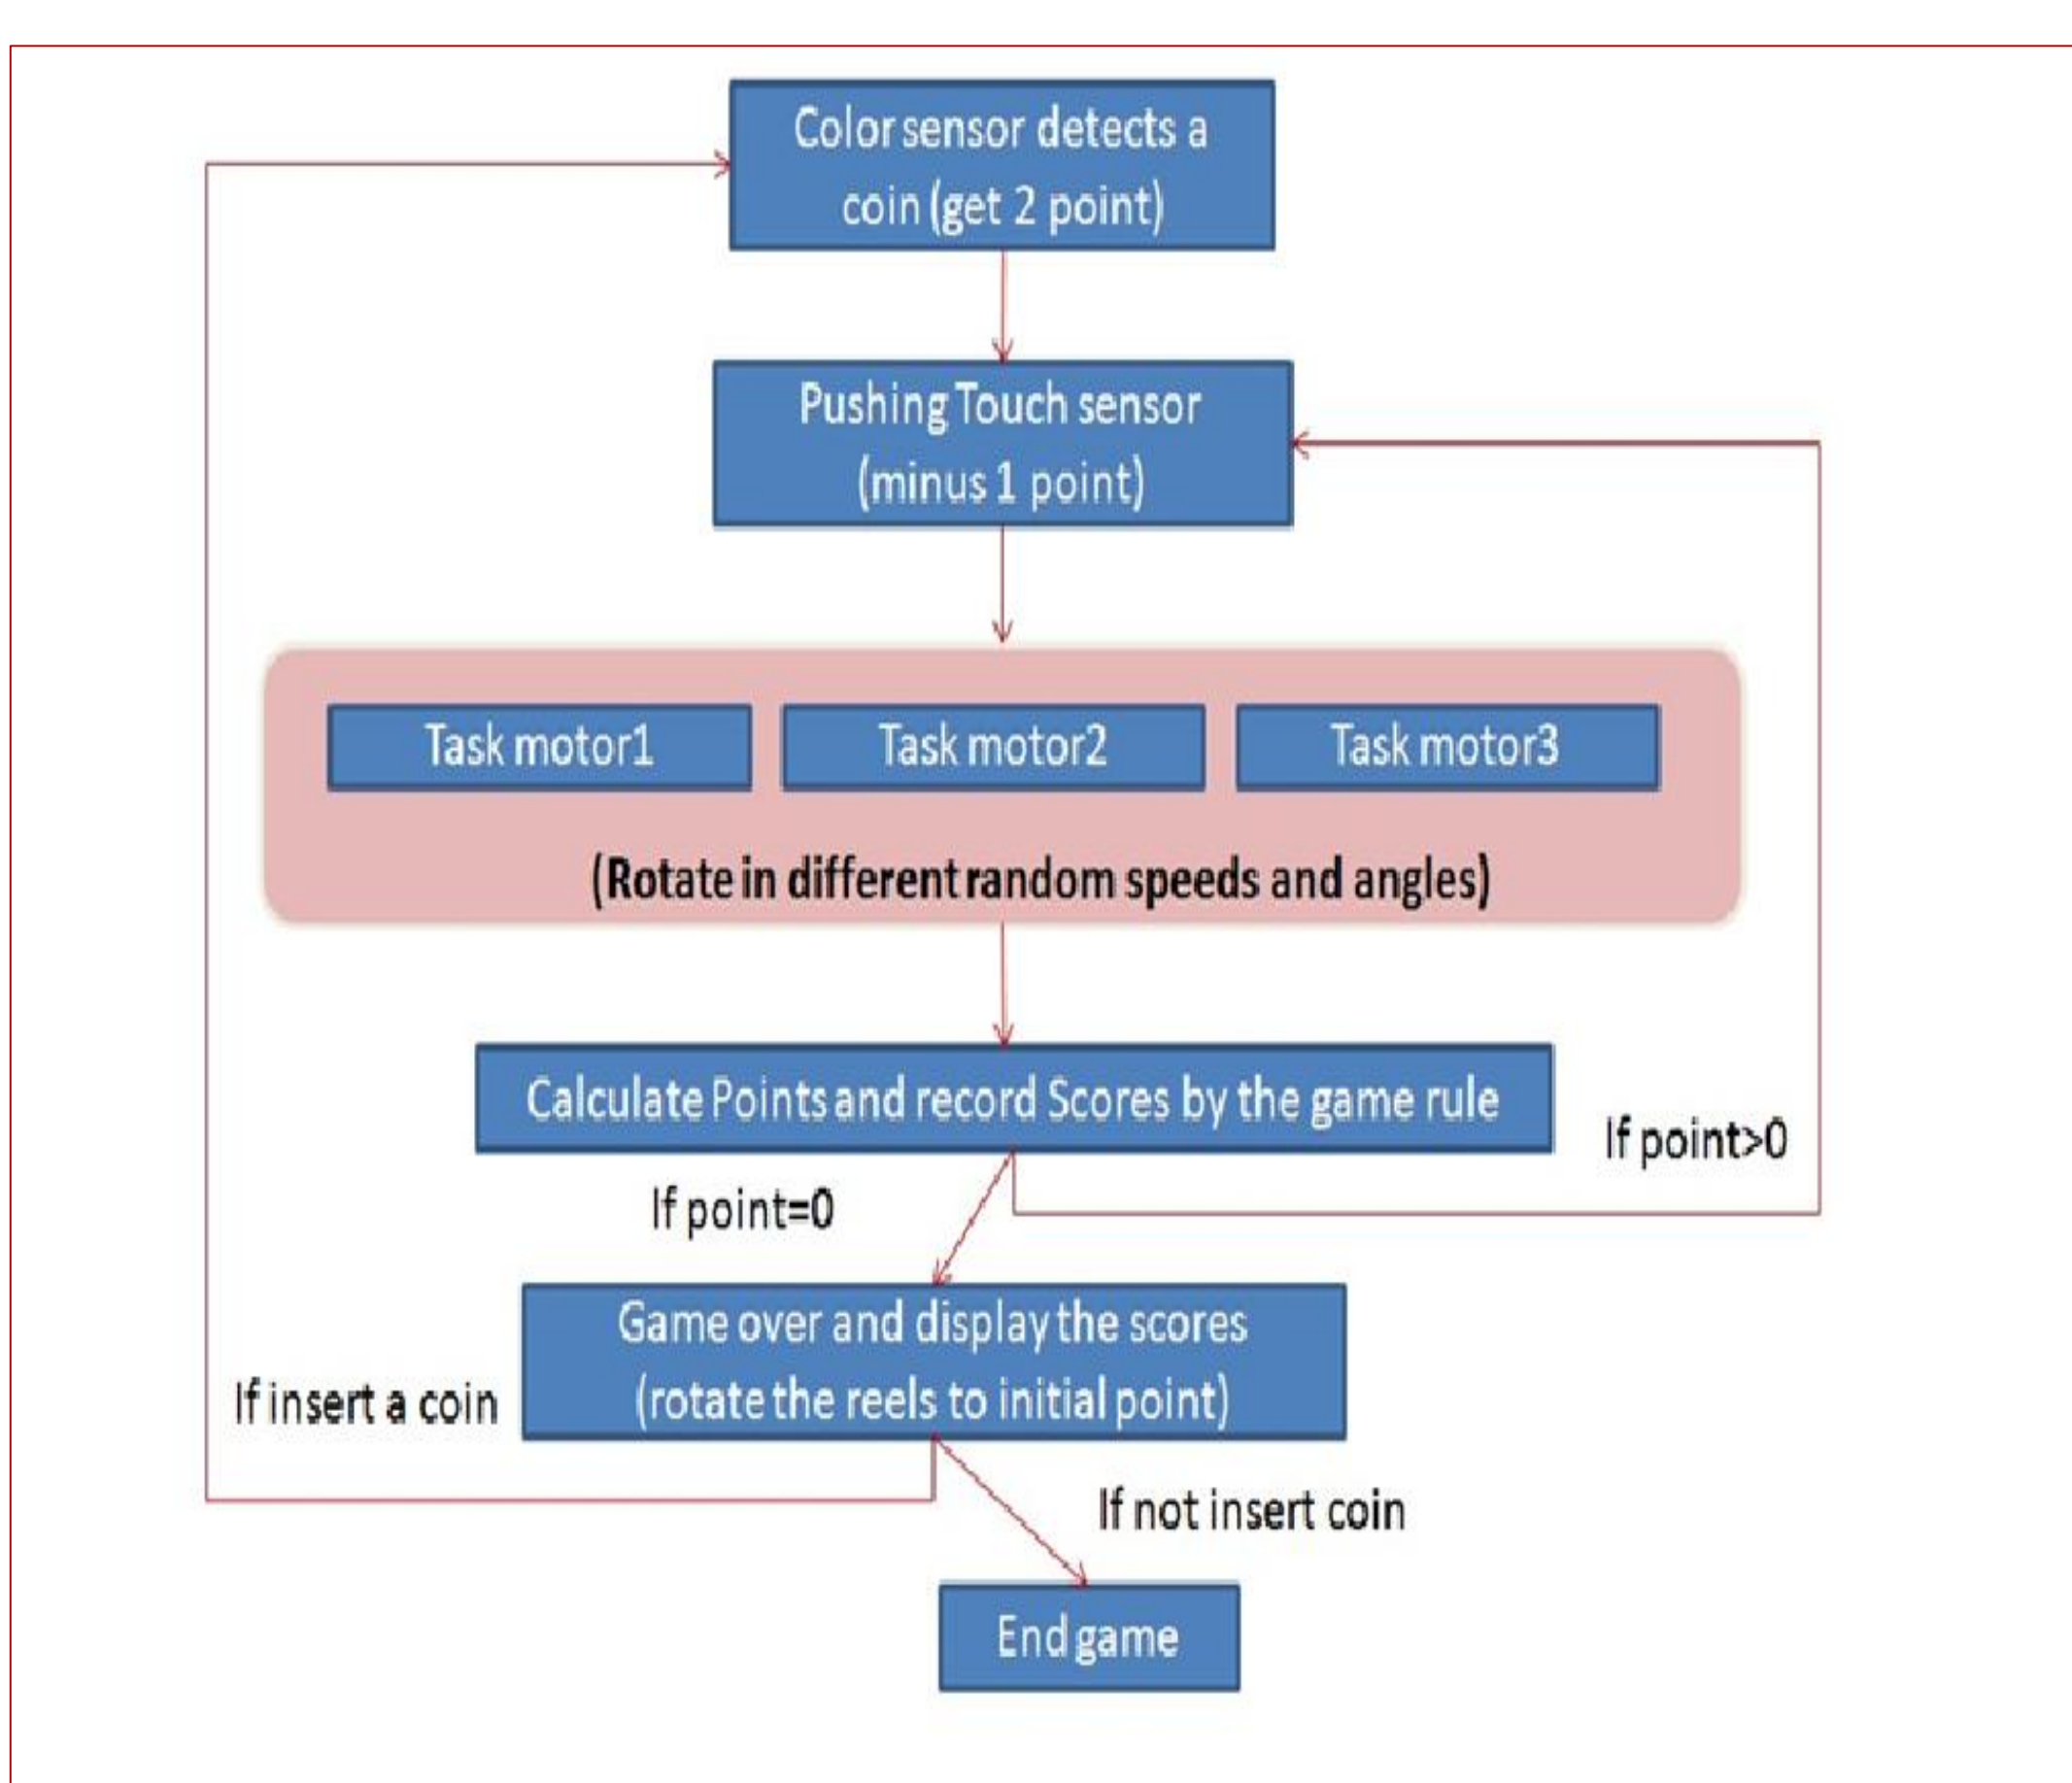 Color sensor detects a
coin (get 2 point)
Pushing Touch sensor
(minus 1 point)
Task motor1
Task motor2
Task motor3
(Rotate in different random speeds and angles)
Calculate Points and record Scores by the game rule
If point>0
If point=0
Game over and display the scores
(rotate the reels to initial point)
If insert a coin
If not insert coin
End game